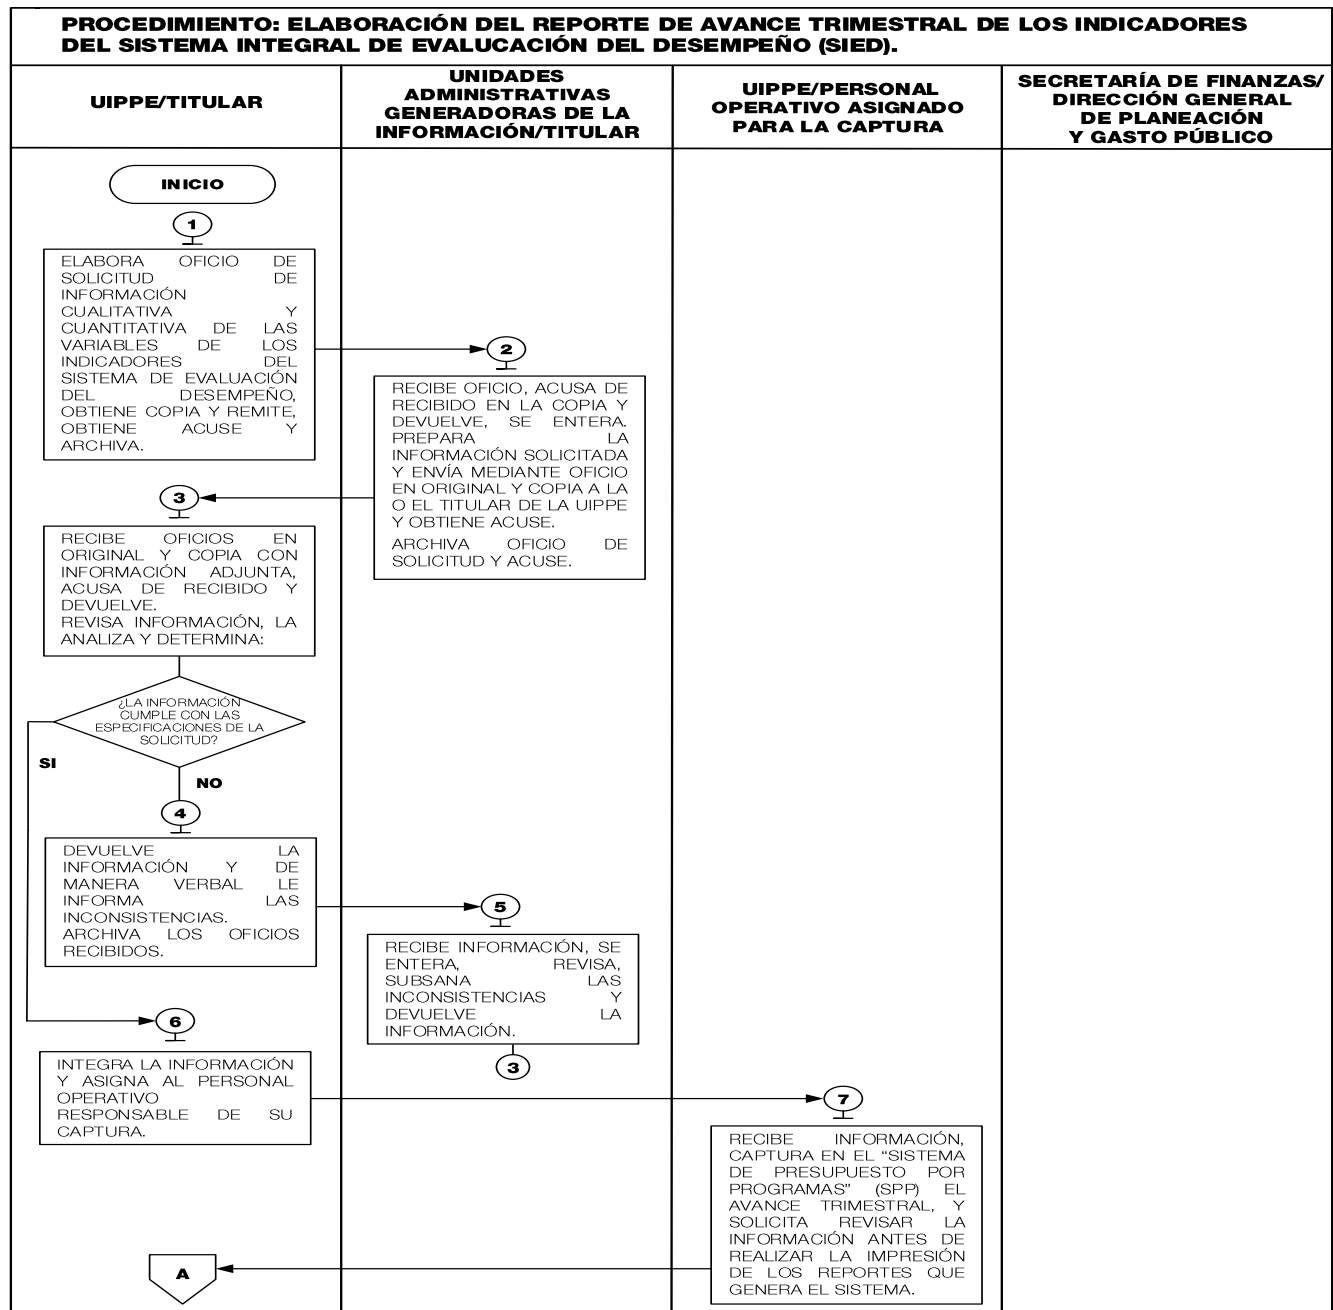 PROCEDIMIENTO: ELABORACIÓN DEL REPORTE DE AVANCE TRIMESTRAL DE LOS INDICADORES
DEL SISTEMA INTEGRAL DE EVALUCACIÓN DEL DESEMPEÑO (SIED).
UIPPE/TITULAR
UNIDADES
ADMINISTRATIVAS
GENERADORAS DE LA
INFORMACIÓN/TITULAR
UIPPE/PERSONAL
OPERATIVO ASIGNADO
PARA LA CAPTURA
SECRETARÍA DE FINANZAS/
DIRECCIÓN GENERAL
DE PLANEACIÓN
Y GASTO PÚBLICO
INICIO
1
ELABORA OFICIO DE
SOLICITUD DE
INFORMACIÓN
CUALITATIVA Y
CUANTITATIVA DE LAS
VARIABLES DE LOS
INDICADORES DEL
SISTEMA DE EVALUACIÓN
DEL DESEMPEÑO,
OBTIENE COPIA Y REMITE,
OBTIENE ACUSE Y
ARCHIVA.
2
RECIBE OFICIO, ACUSA DE
RECIBIDO EN LA COPIA Y
DEVUELVE, SE ENTERA.
PREPARA LA
INFORMACIÓN SOLICITADA
Y ENVÍA MEDIANTE OFICIO
EN ORIGINAL Y COPIA A LA
O EL TITULAR DE LA UIPPE
Y OBTIENE ACUSE.
ARCHIVA OFICIO DE
SOLICITUD Y ACUSE.
3
RECIBE OFICIOS EN
ORIGINAL Y COPIA CON
INFORMACIÓN ADJUNTA,
ACUSA DE RECIBIDO Y
DEVUELVE.
REVISA INFORMACIÓN, LA
ANALIZA Y DETERMINA:
¿LA INFORMACIÓN
CUMPLE CON LAS
ESPECIFICACIONES DE LA
SOLICITUD?
SI
NO
4
DEVUELVE LA
INFORMACIÓN Y DE
MANERA VERBAL LE
INFORMA LAS
INCONSISTENCIAS.
ARCHIVA LOS OFICIOS
RECIBIDOS.
5
RECIBE INFORMACIÓN, SE
ENTERA, REVISA,
SUBSANA LAS
INCONSISTENCIAS Y
DEVUELVE LA
INFORMACIÓN.
3
6
INTEGRA LA INFORMACIÓN
Y ASIGNA AL PERSONAL
OPERATIVO
RESPONSABLE DE SU
CAPTURA.
7
RECIBE INFORMACIÓN,
CAPTURA EN EL “SISTEMA
DE PRESUPUESTO POR
PROGRAMAS” (SPP) EL
AVANCE TRIMESTRAL, Y
SOLICITA REVISAR LA
INFORMACIÓN ANTES DE
REALIZAR LA IMPRESIÓN
DE LOS REPORTES QUE
GENERA EL SISTEMA.
A